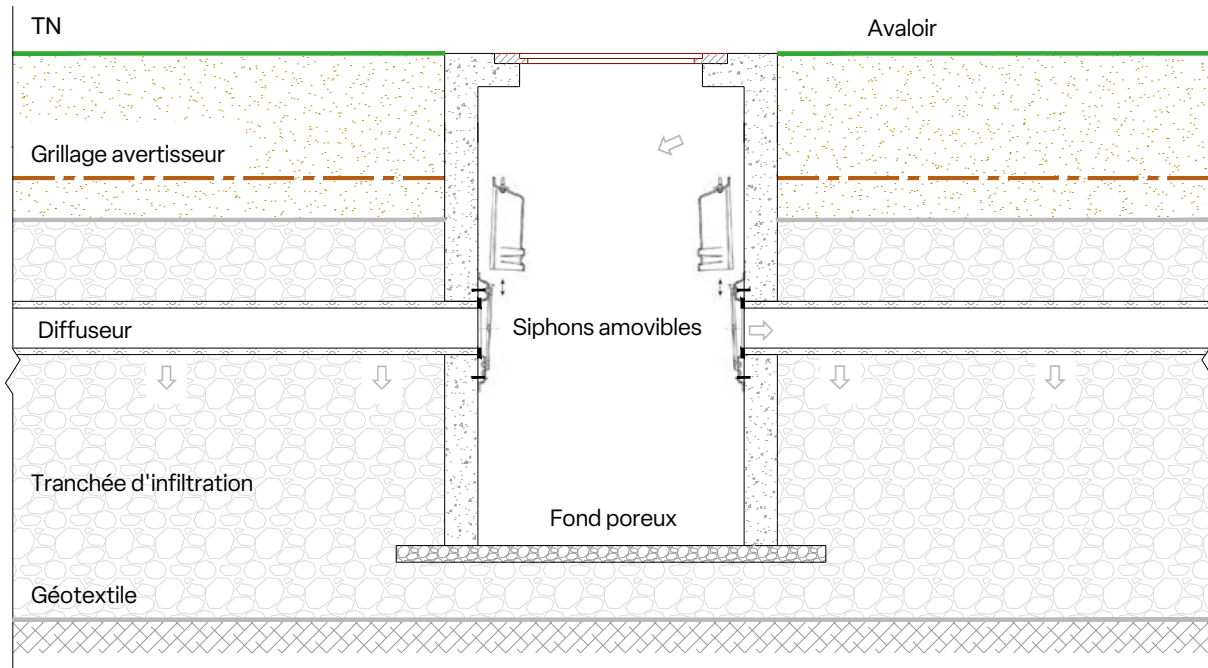 TN
Avaloir
Grillage avertisseur
Diffuseur
Siphons amovibles
Tranchée d'infiltration
Fond poreux
Géotextile